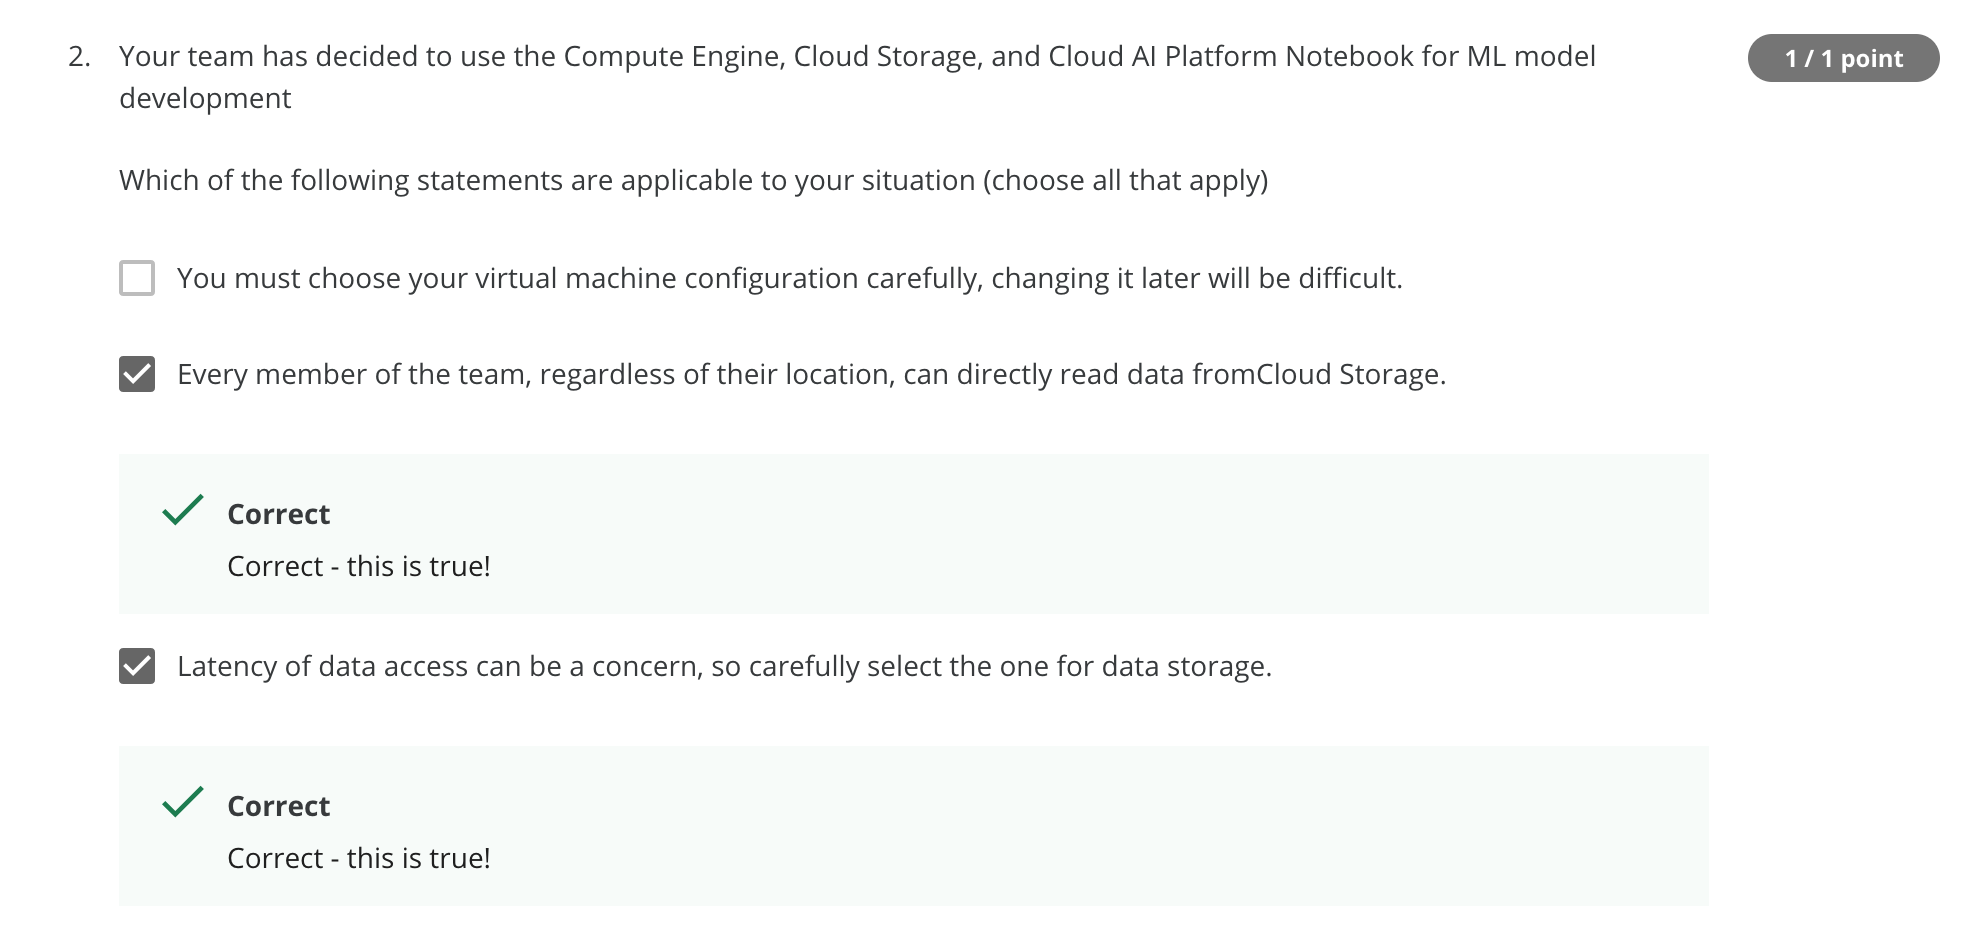 2. Your team has decided to use the Compute Engine, Cloud Storage, and Cloud AI Platform Notebook for ML model
development
1 / 1 point
Which of the following statements are applicable to your situation (choose all that apply)
You must choose your virtual machine configuration carefully, changing it later will be difficult.
Every member of the team, regardless of their location, can directly read data fromCloud Storage.
Correct
Correct - this is true!
Latency of data access can be a concern, so carefully select the one for data storage.
Correct
Correct - this is true!